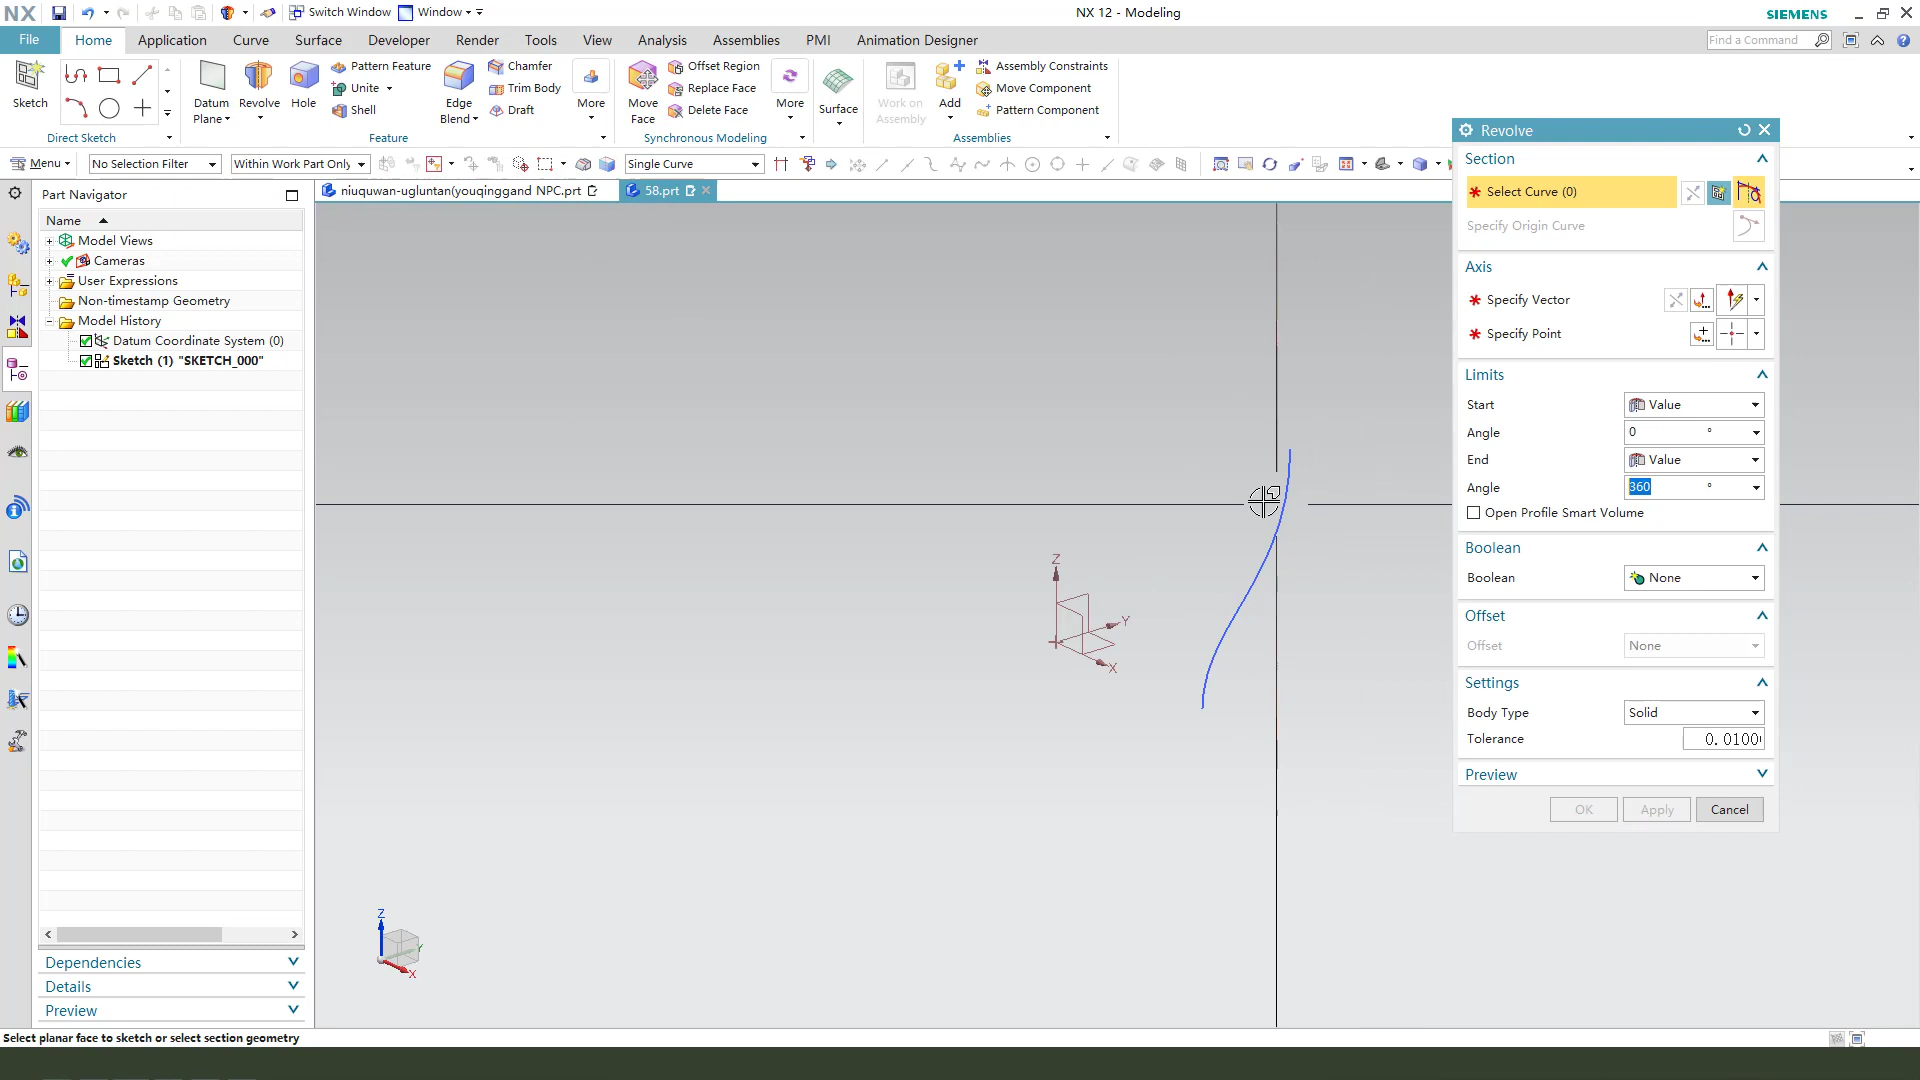 NX
Switch Window
Window
NX 12 - Modeling
SIEMENS
File
Home
Application
Curve
Surface
Developer
Render
Tools
View
Analysis
Assemblies
PMI
Animation Designer
Find a Command
Sketch
Direct Sketch
Datum Plane
Revolve
Hole
Pattern Feature
Unite
Shell
Edge Blend
Chamfer
Trim Body
Draft
More
Feature
Move Face
Offset Region
Replace Face
Delete Face
More
Synchronous Modeling
Surface
Work on Assembly
Add
Assembly Constraints
Move Component
Pattern Component
Assemblies
Menu
No Selection Filter
Within Work Part Only
Single Curve
Part Navigator
niuquwan-ugluntan(youqinggand NPC.prt
58.prt
Name
Model Views
Cameras
User Expressions
Non-timestamp Geometry
Model History
Datum Coordinate System (0)
Sketch (1) "SKETCH_000"
Dependencies
Details
Preview
Z
Y
X
Z
Y
X
Revolve
Section
* Select Curve (0)
Specify Origin Curve
Axis
* Specify Vector
* Specify Point
Limits
Start
Value
Angle
0 °
End
Value
Angle
360 °
Open Profile Smart Volume
Boolean
Boolean
None
Offset
Offset
None
Settings
Body Type
Solid
Tolerance
0.0100
Preview
OK
Apply
Cancel
Select planar face to sketch or select section geometry